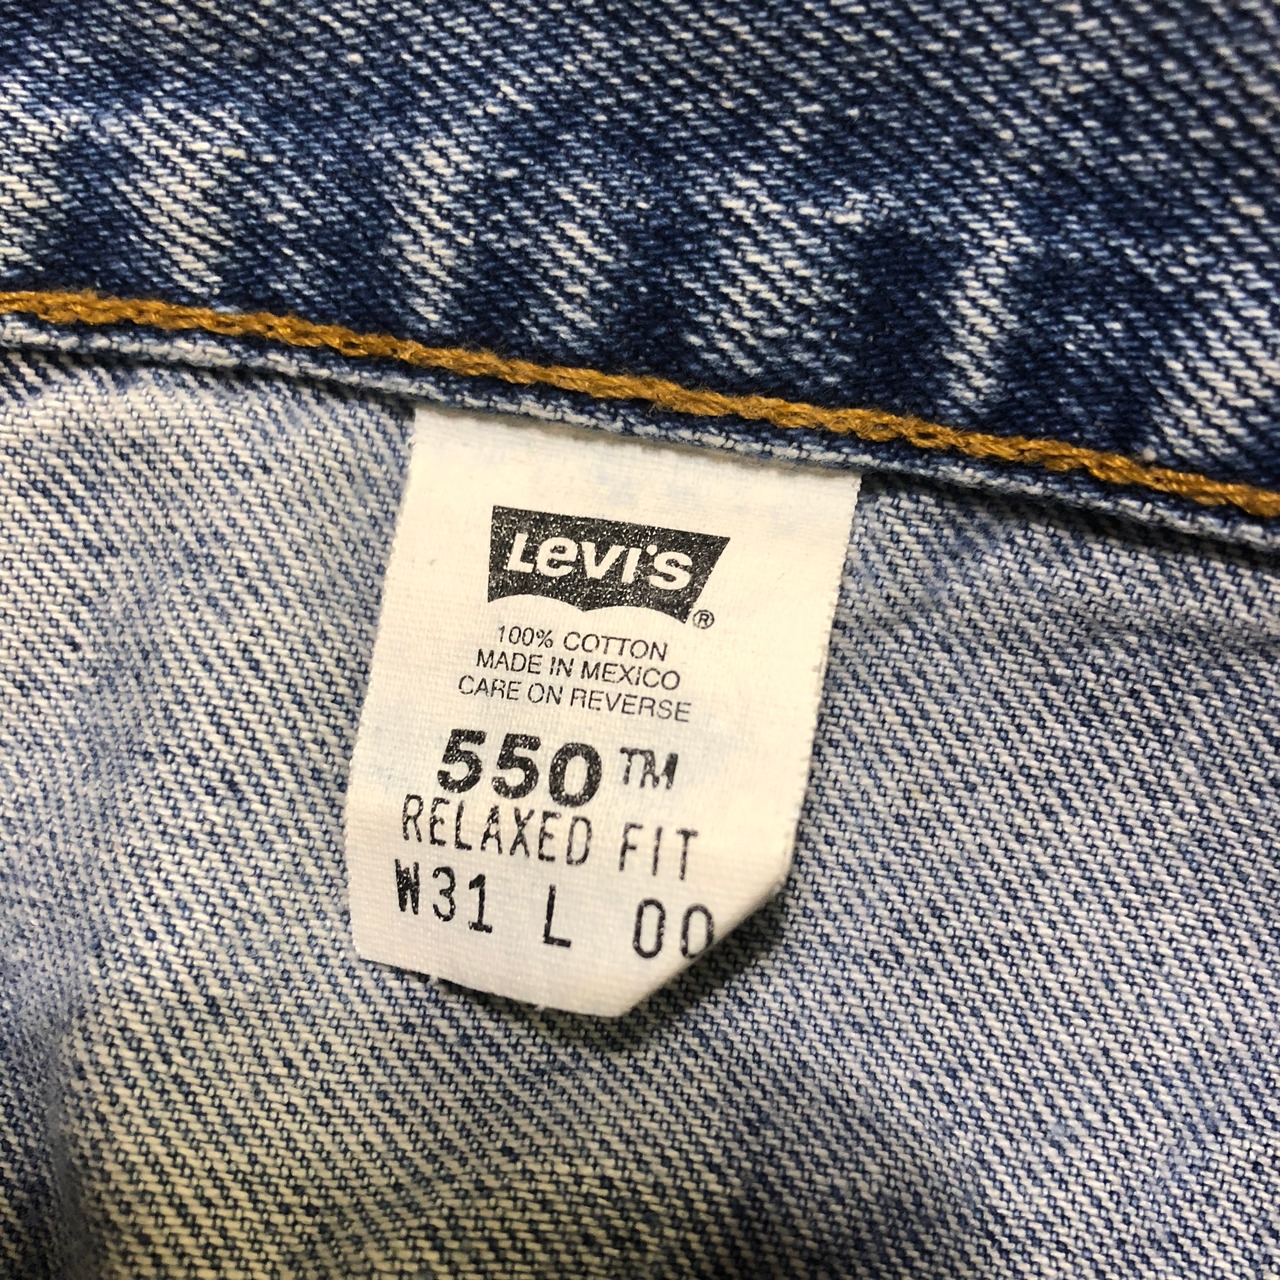 Levi's®
100% COTTON
MADE IN MEXICO
CARE ON REVERSE
550™
RELAXED FIT
W31 L 00